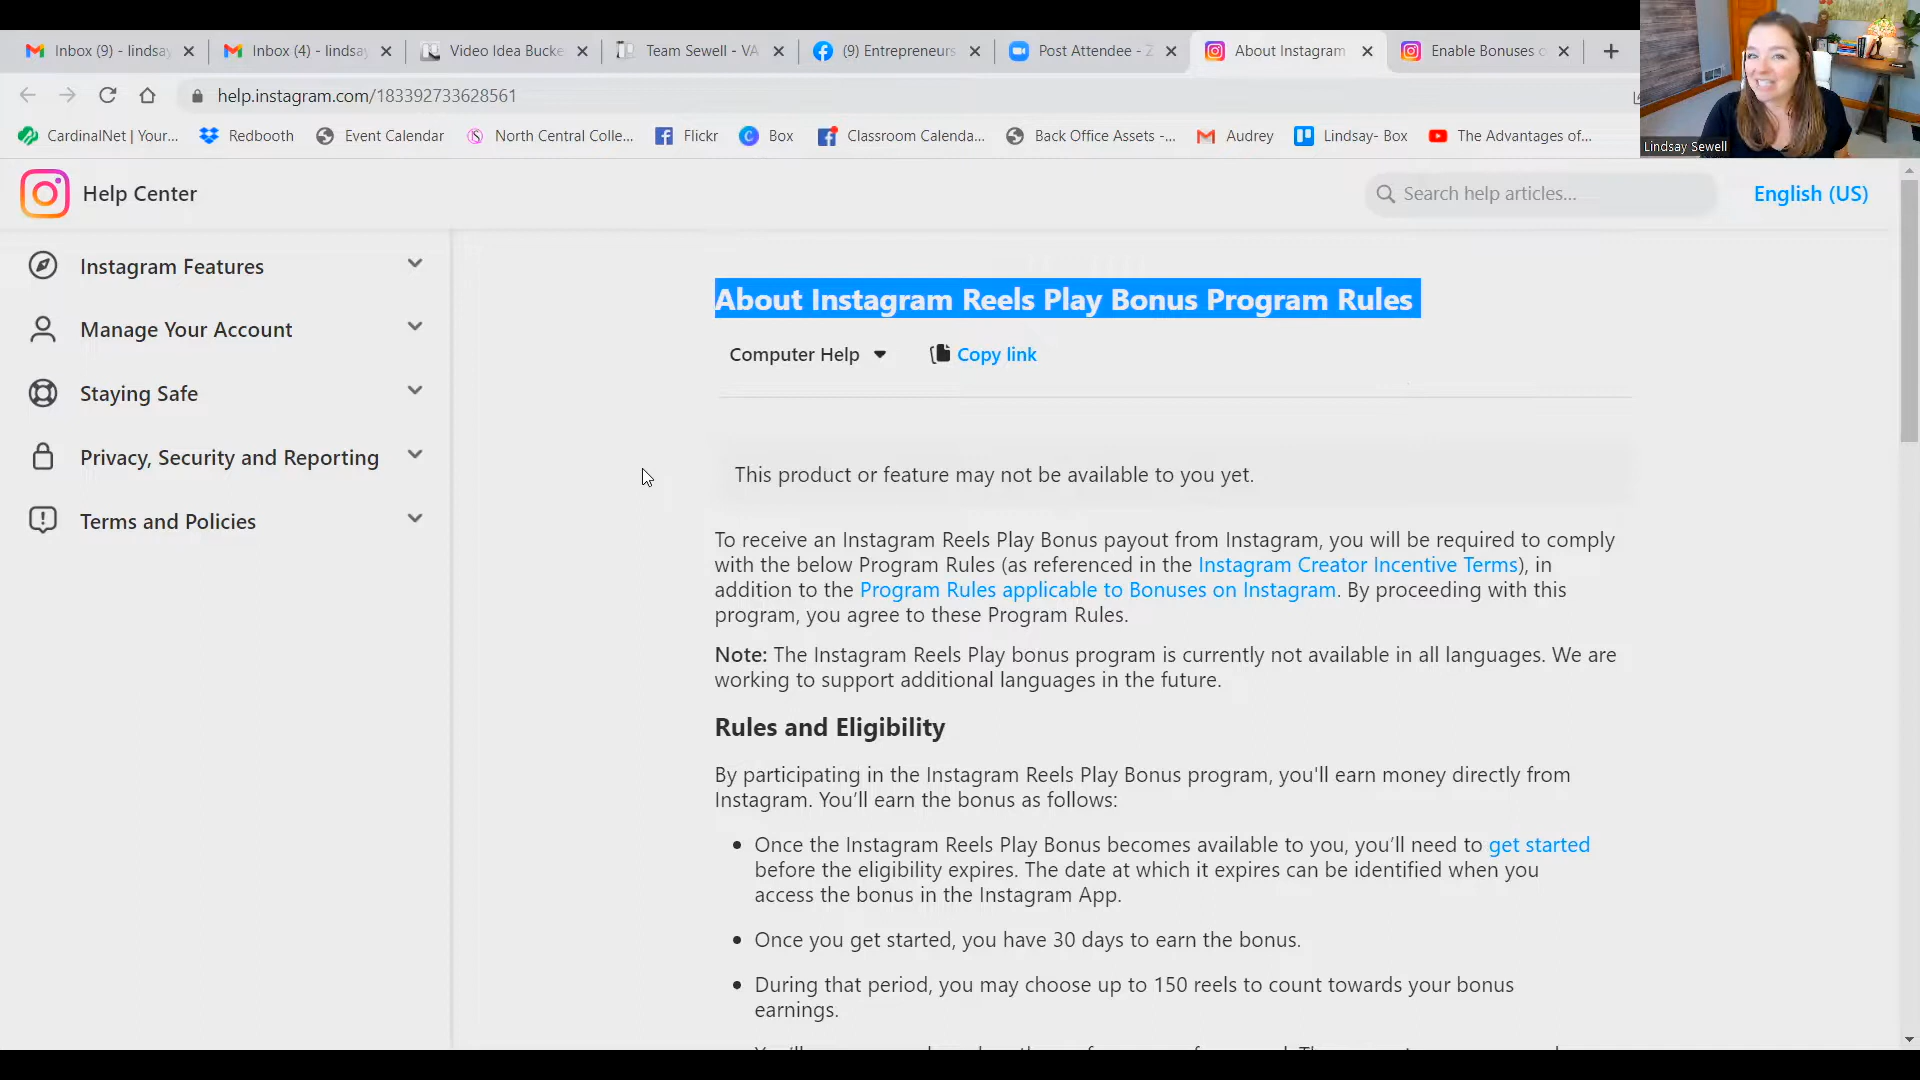 Inbox (9) - lindsay
Inbox (4) - lindsa
Video Idea Bucke
Team Sewell - VA
(9) Entrepreneurs
Post Attendee - Z
About Instagram
Enable Bonuses o
help.instagram.com/183392733628561
CardinalNet | Your...
Redbooth
Event Calendar
North Central Colle...
Flickr
Box
Classroom Calenda...
Back Office Assets -...
Audrey
Lindsay- Box
The Advantages of...
Lindsay Sewell
Help Center
Search help articles...
English (US)
Instagram Features
Manage Your Account
Staying Safe
Privacy, Security and Reporting
Terms and Policies
About Instagram Reels Play Bonus Program Rules
Computer Help
Copy link
This product or feature may not be available to you yet.
To receive an Instagram Reels Play Bonus payout from Instagram, you will be required to comply
with the below Program Rules (as referenced in the Instagram Creator Incentive Terms), in
addition to the Program Rules applicable to Bonuses on Instagram. By proceeding with this
program, you agree to these Program Rules.
Note: The Instagram Reels Play bonus program is currently not available in all languages. We are
working to support additional languages in the future.
Rules and Eligibility
By participating in the Instagram Reels Play Bonus program, you'll earn money directly from
Instagram. You’ll earn the bonus as follows:
• Once the Instagram Reels Play Bonus becomes available to you, you’ll need to get started
before the eligibility expires. The date at which it expires can be identified when you
access the bonus in the Instagram App.
• Once you get started, you have 30 days to earn the bonus.
• During that period, you may choose up to 150 reels to count towards your bonus
earnings.